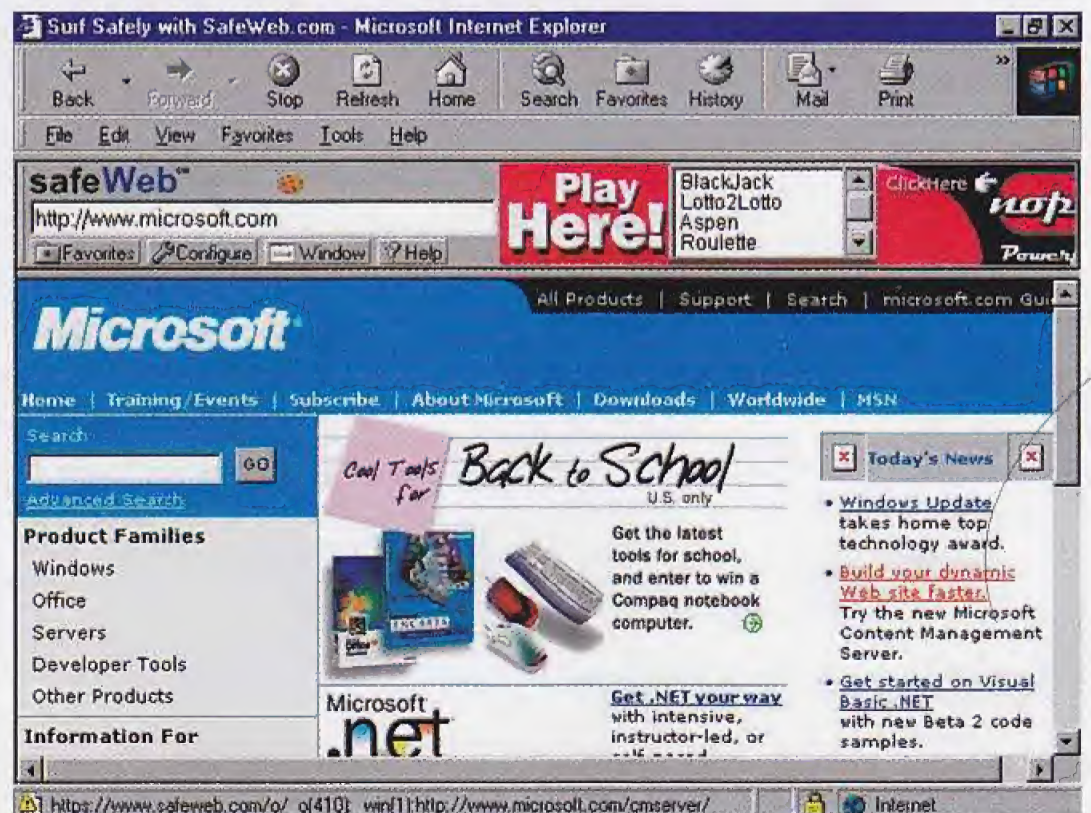 Surf Safely with SafeWeb.com - Microsoft Internet Explorer
Back Forward Stop Refresh Home Search Favorites History Mail Print »
File Edit View Favorites Tools Help
safeWeb™
http://www.microsoft.com
Favorites Configure Window ? Help
Play
Here!
BlackJack
Lotto2Lotto
Aspen
Roulette
ClickHere
nop
Power
All Products | Support | Search | microsoft.com Gui
Microsoft
Home | Training/Events | Subscribe | About Microsoft | Downloads | Worldwide | MSN
Search
GO
Advanced Search
Product Families
Windows
Office
Servers
Developer Tools
Other Products
Information For
Cool Tools
for
Back to School
U.S. only
Get the latest
tools for school,
and enter to win a
Compaq notebook
computer.
Microsoft
.net
Get .NET your way
with intensive,
instructor-led, or
self-paced
Today's News
• Windows Update
takes home top
technology award.
• Build your dynamic
Web site faster.
Try the new Microsoft
Content Management
Server.
• Get started on Visual
Basic .NET
with new Beta 2 code
samples.
https://www.safeweb.com/o/_o(410):_win(1):http://www.microsoft.com/cmserver/
Internet